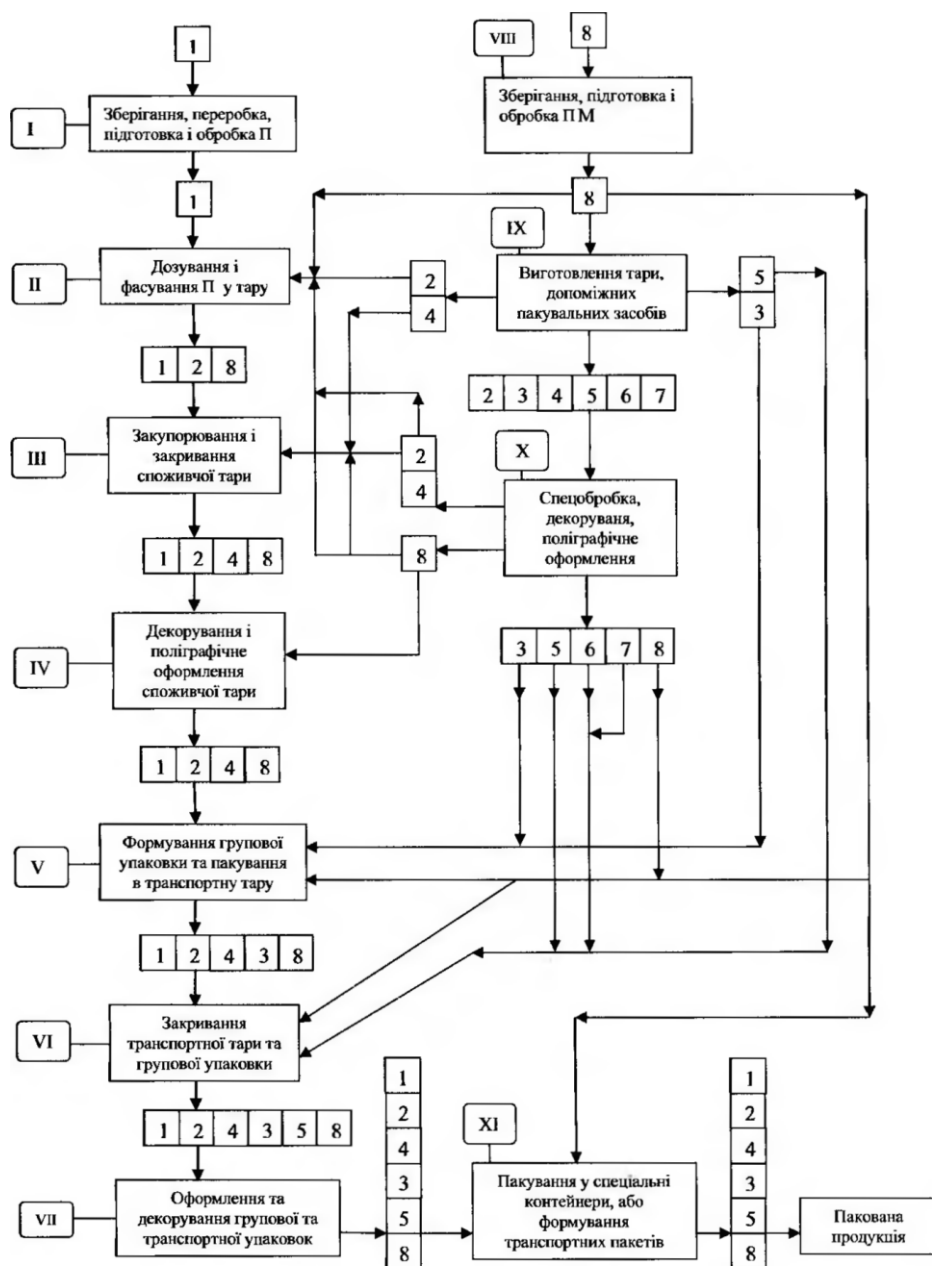 1
VIII
8
I
Зберігання, переробка,
підготовка і обробка П
Зберігання, підготовка і
обробка ПМ
1
8
IX
II
Дозування і
фасування П у тару
2
4
Виготовлення тари,
допоміжних
пакувальних засобів
5
3
1 2 8
2 3 4 5 6 7
III
Закупорювання і
закривання
споживчої тари
2
4
X
Спецобробка,
декоруваня,
поліграфічне
оформлення
1 2 4 8
8
IV
Декорування і
поліграфічне
оформлення
споживчої тари
3 5 6 7 8
1 2 4 8
V
Формування групової
упаковки та пакування
в транспортну тару
1 2 4 3 8
VI
Закривання
транспортної тари та
групової упаковки
1 2 4 3 5 8
VII
Оформлення та
декорування групової та
транспортної упаковок
1
2
4
3
5
8
XI
Пакування у спеціальні
контейнери, або
формування
транспортних пакетів
1
2
4
3
5
8
Пакована
продукція